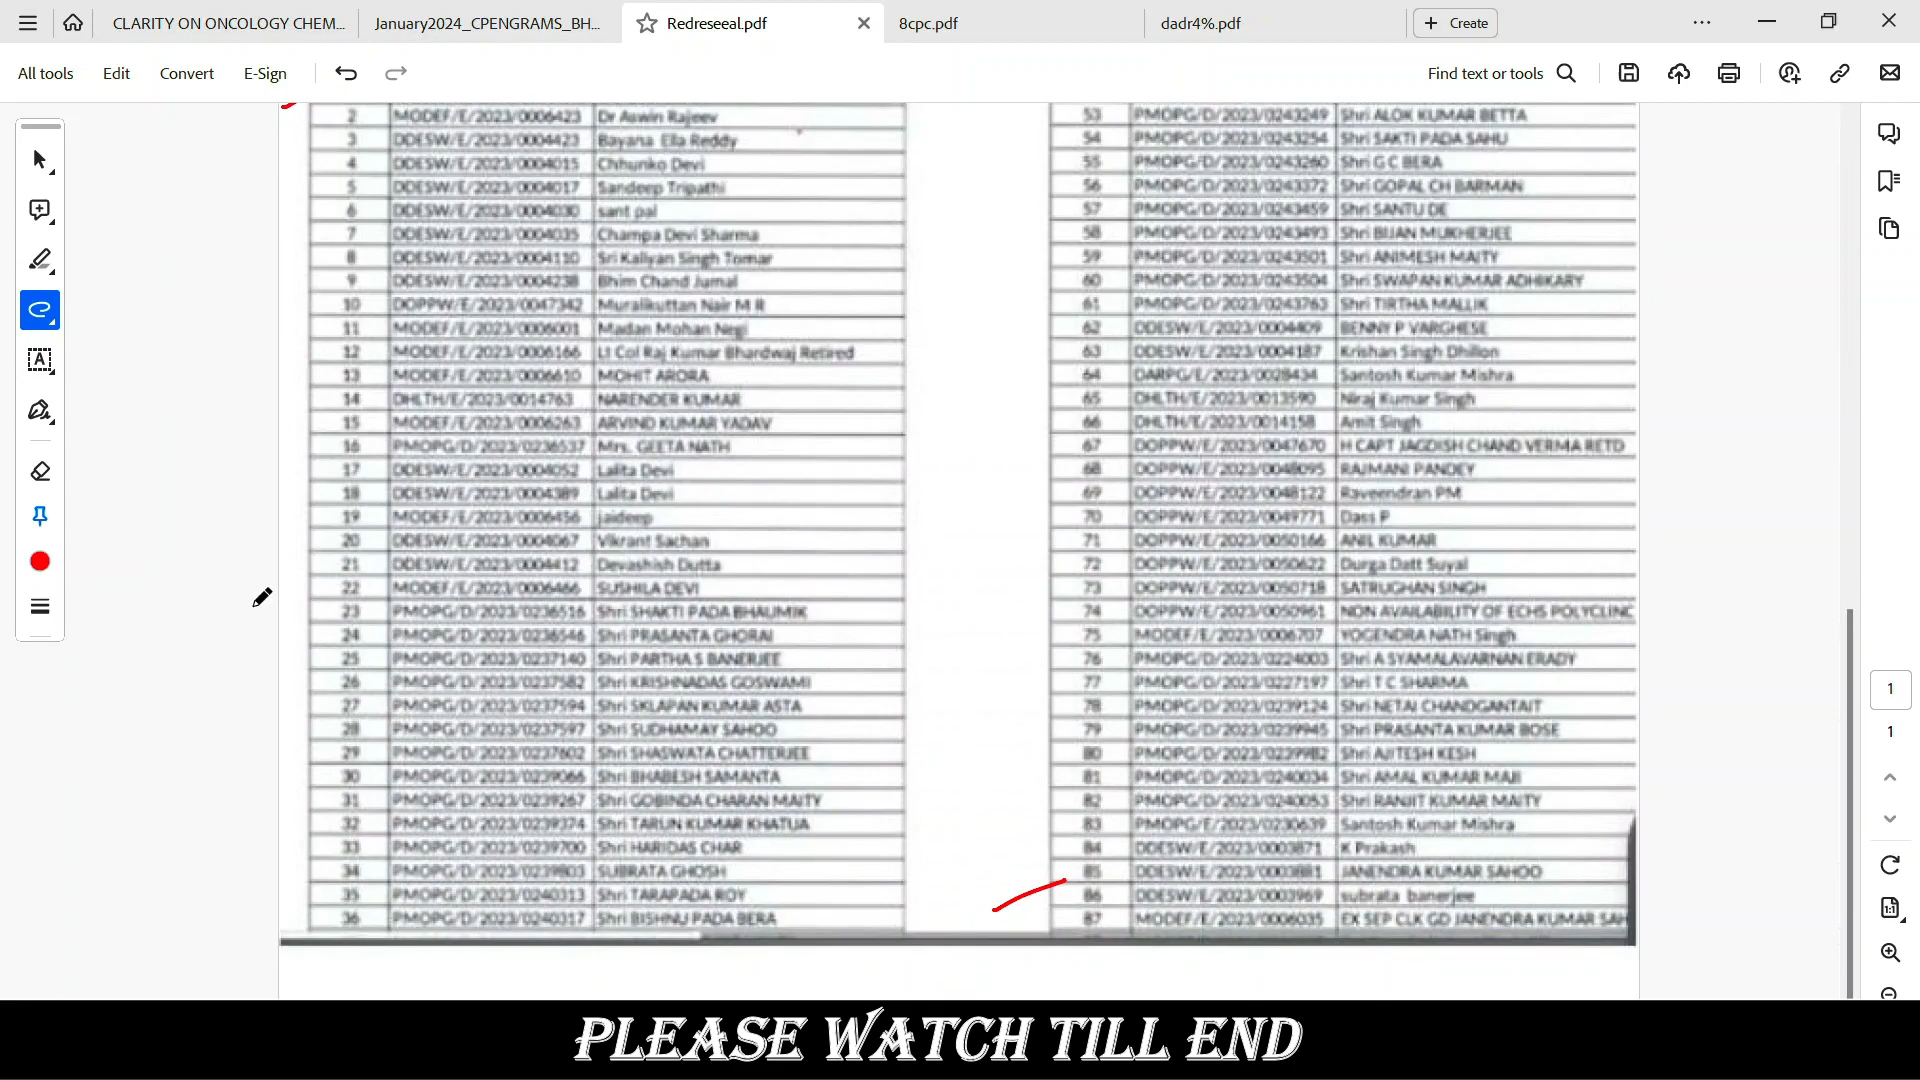 CLARITY ON ONCOLOGY CHEM...
January2024_CPENGRAMS_BH...
Redreseeal.pdf
8cpc.pdf
dadr4%.pdf
Create
All tools
Edit
Convert
E-Sign
Find text or tools
2 MODEF/E/2023/0006423 Dr Aswin Rajeev
3 DDESW/E/2023/0004423 Bayana Ella Reddy
4 DDESW/E/2023/0004015 Chhunko Devi
5 DDESW/E/2023/0004017 Sandeep Tripathi
6 DDESW/E/2023/0004030 sant pal
7 DDESW/E/2023/0004035 Champa Devi Sharma
8 DDESW/E/2023/0004110 Sri Kaliyan Singh Tomar
9 DDESW/E/2023/0004238 Bhim Chand Jumal
10 DOPPW/E/2023/0047342 Muralikuttan Nair M R
11 MODEF/E/2023/0006001 Madan Mohan Negi
12 MODEF/E/2023/0006166 Lt Col Raj Kumar Bhardwaj Retired
13 MODEF/E/2023/0006610 MOHIT ARORA
14 DHLTH/E/2023/0014763 NARENDER KUMAR
15 MODEF/E/2023/0006263 ARVIND KUMAR YADAV
16 PMOPG/D/2023/0236537 Mrs. GEETA NATH
17 DDESW/E/2023/0004052 Lalita Devi
18 DDESW/E/2023/0004389 Lalita Devi
19 MODEF/E/2023/0006456 jaideep
20 DDESW/E/2023/0004067 Vikrant Sachan
21 DDESW/E/2023/0004412 Devashish Dutta
22 MODEF/E/2023/0006466 SUSHILA DEVI
23 PMOPG/D/2023/0236516 Shri SHAKTI PADA BHAUMIK
24 PMOPG/D/2023/0236546 Shri PRASANTA GHORAI
25 PMOPG/D/2023/0237140 Shri PARTHA S BANERJEE
26 PMOPG/D/2023/0237582 Shri KRISHNADAS GOSWAMI
27 PMOPG/D/2023/0237594 Shri SKLAPAN KUMAR ASTA
28 PMOPG/D/2023/0237597 Shri SUDHAMAY SAHOO
29 PMOPG/D/2023/0237602 Shri SHASWATA CHATTERJEE
30 PMOPG/D/2023/0239066 Shri BHABESH SAMANTA
31 PMOPG/D/2023/0239267 Shri GOBINDA CHARAN MAITY
32 PMOPG/D/2023/0239374 Shri TARUN KUMAR KHATUA
33 PMOPG/D/2023/0239700 Shri HARIDAS CHAR
34 PMOPG/D/2023/0239803 SUBRATA GHOSH
35 PMOPG/D/2023/0240313 Shri TARAPADA ROY
36 PMOPG/D/2023/0240317 Shri BISHNU PADA BERA
53 PMOPG/D/2023/0243249 Shri ALOK KUMAR BETTA
54 PMOPG/D/2023/0243254 Shri SAKTI PADA SAHU
55 PMOPG/D/2023/0243260 Shri G C BERA
56 PMOPG/D/2023/0243372 Shri GOPAL CH BARMAN
57 PMOPG/D/2023/0243459 Shri SANTU DE
58 PMOPG/D/2023/0243493 Shri BIJAN MUKHERJEE
59 PMOPG/D/2023/0243501 Shri ANIMESH MAITY
60 PMOPG/D/2023/0243504 Shri SWAPAN KUMAR ADHIKARY
61 PMOPG/D/2023/0243763 Shri TIRTHA MALLIK
62 DDESW/E/2023/0004409 BENNY P VARGHESE
63 DDESW/E/2023/0004187 Krishan Singh Dhillon
64 DARPG/E/2023/0028434 Santosh Kumar Mishra
65 DHLTH/E/2023/0013590 Niraj Kumar Singh
66 DHLTH/E/2023/0014158 Amit Singh
67 DOPPW/E/2023/0047670 H CAPT JAGDISH CHAND VERMA RETD
68 DOPPW/E/2023/0048095 RAJMANI PANDEY
69 DOPPW/E/2023/0048122 Raveendran PM
70 DOPPW/E/2023/0049771 Dass P
71 DOPPW/E/2023/0050166 ANIL KUMAR
72 DOPPW/E/2023/0050622 Durga Datt Suyal
73 DOPPW/E/2023/0050718 SATRUGHAN SINGH
74 DOPPW/E/2023/0050961 NON AVAILABILITY OF ECHS POLYCLINC
75 MODEF/E/2023/0006707 YOGENDRA NATH Singh
76 PMOPG/D/2023/0224003 Shri A SYAMALAVARNAN ERADY
77 PMOPG/D/2023/0227197 Shri T C SHARMA
78 PMOPG/D/2023/0239124 Shri NETAI CHANDGANTAIT
79 PMOPG/D/2023/0239945 Shri PRASANTA KUMAR BOSE
80 PMOPG/D/2023/0239982 Shri AJITESH KESH
81 PMOPG/D/2023/0240034 Shri AMAL KUMAR MAJI
82 PMOPG/D/2023/0240053 Shri RANJIT KUMAR MAITY
83 PMOPG/E/2023/0230639 Santosh Kumar Mishra
84 DDESW/E/2023/0003871 K Prakash
85 DDESW/E/2023/0003881 JANENDRA KUMAR SAHOO
86 DDESW/E/2023/0003969 subrata banerjee
87 MODEF/E/2023/0006035 EX SEP CLK GD JANENDRA KUMAR SAH
1
1
PLEASE WATCH TILL END